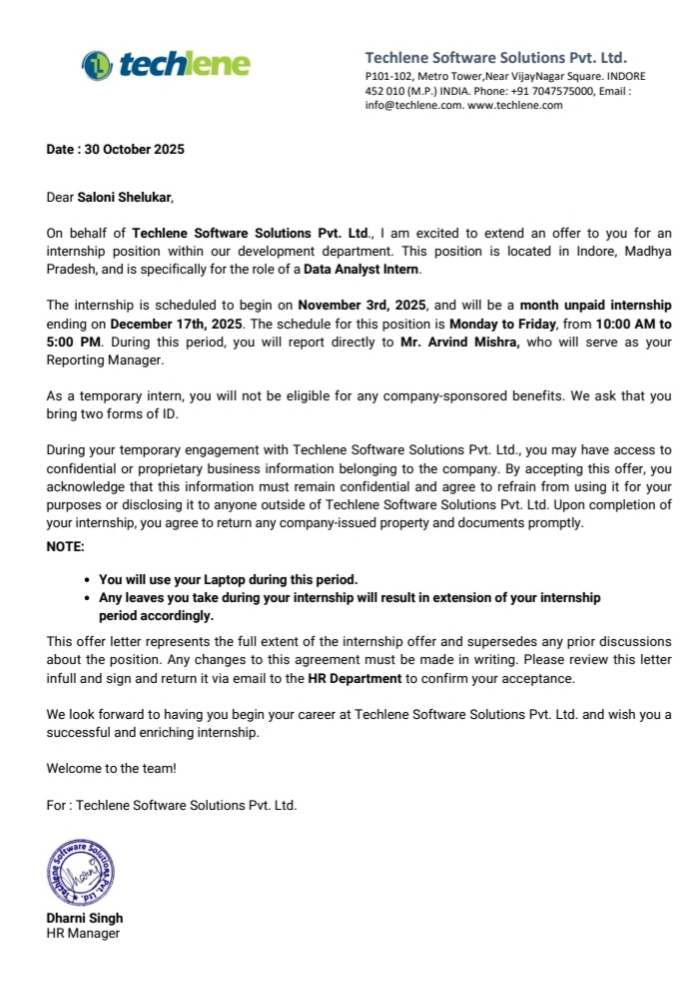 techlene
Techlene Software Solutions Pvt. Ltd.
P101-102, Metro Tower,Near VijayNagar Square. INDORE
452 010 (M.P.) INDIA. Phone: +91 7047575000, Email :
info@techlene.com. www.techlene.com
Date : 30 October 2025
Dear Saloni Shelukar,
On behalf of Techlene Software Solutions Pvt. Ltd., I am excited to extend an offer to you for an
internship position within our development department. This position is located in Indore, Madhya
Pradesh, and is specifically for the role of a Data Analyst Intern.
The internship is scheduled to begin on November 3rd, 2025, and will be a month unpaid internship
ending on December 17th, 2025. The schedule for this position is Monday to Friday, from 10:00 AM to
5:00 PM. During this period, you will report directly to Mr. Arvind Mishra, who will serve as your
Reporting Manager.
As a temporary intern, you will not be eligible for any company-sponsored benefits. We ask that you
bring two forms of ID.
During your temporary engagement with Techlene Software Solutions Pvt. Ltd., you may have access to
confidential or proprietary business information belonging to the company. By accepting this offer, you
acknowledge that this information must remain confidential and agree to refrain from using it for your
purposes or disclosing it to anyone outside of Techlene Software Solutions Pvt. Ltd. Upon completion of
your internship, you agree to return any company-issued property and documents promptly.
NOTE:
• You will use your Laptop during this period.
• Any leaves you take during your internship will result in extension of your internship
period accordingly.
This offer letter represents the full extent of the internship offer and supersedes any prior discussions
about the position. Any changes to this agreement must be made in writing. Please review this letter
infull and sign and return it via email to the HR Department to confirm your acceptance.
We look forward to having you begin your career at Techlene Software Solutions Pvt. Ltd. and wish you a
successful and enriching internship.
Welcome to the team!
For : Techlene Software Solutions Pvt. Ltd.
Techlene Software Solutions Pvt. Ltd.
Dharni
Dharni Singh
HR Manager